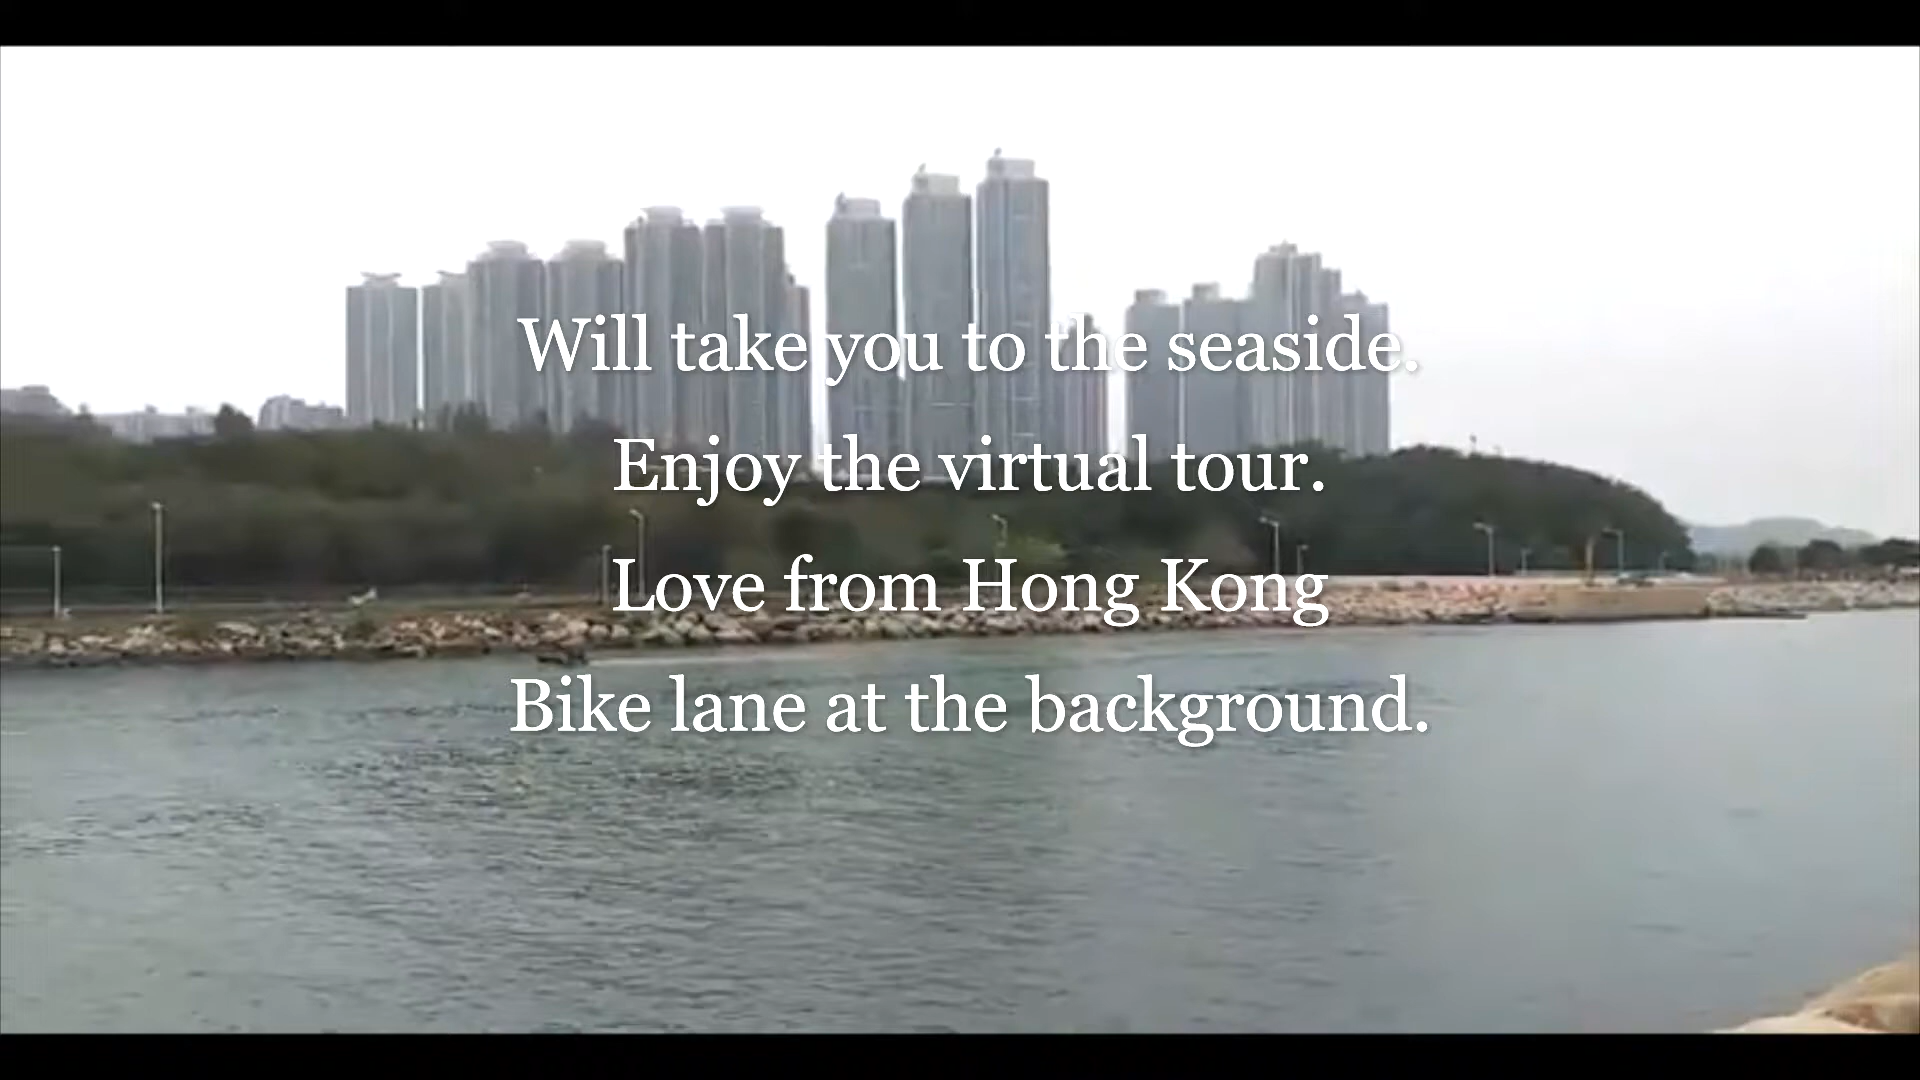 Will take you to the seaside.
Enjoy the virtual tour.
Love from Hong Kong
Bike lane at the background.